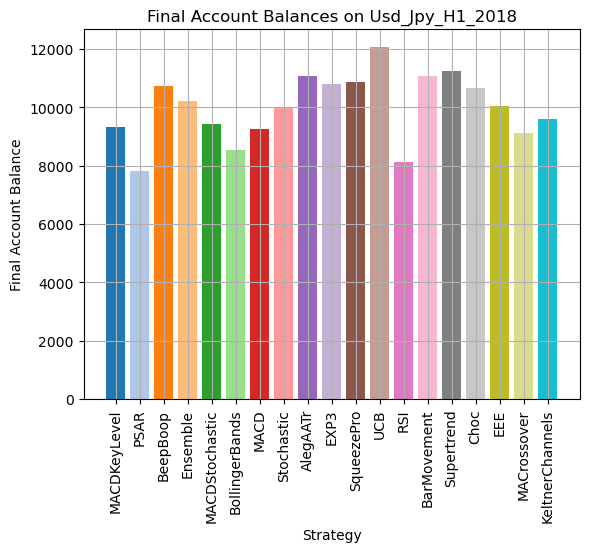 Final Account Balances on Usd_Jpy_H1_2018
Final Account Balance
12000
10000
8000
6000
4000
2000
0
MACDKeyLevel
PSAR
BeepBoop
Ensemble
MACDStochastic
BollingerBands
MACD
Stochastic
AlegAATr
EXP3
SqueezePro
UCB
RSI
BarMovement
Supertrend
Choc
EEE
MACrossover
KeltnerChannels
Strategy